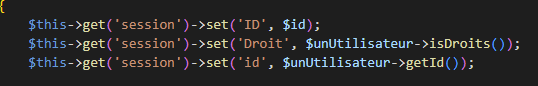 {
$this->get('session')->set('ID', $id);
$this->get('session')->set('Droit', $unUtilisateur->isDroits());
$this->get('session')->set('id', $unUtilisateur->getId());